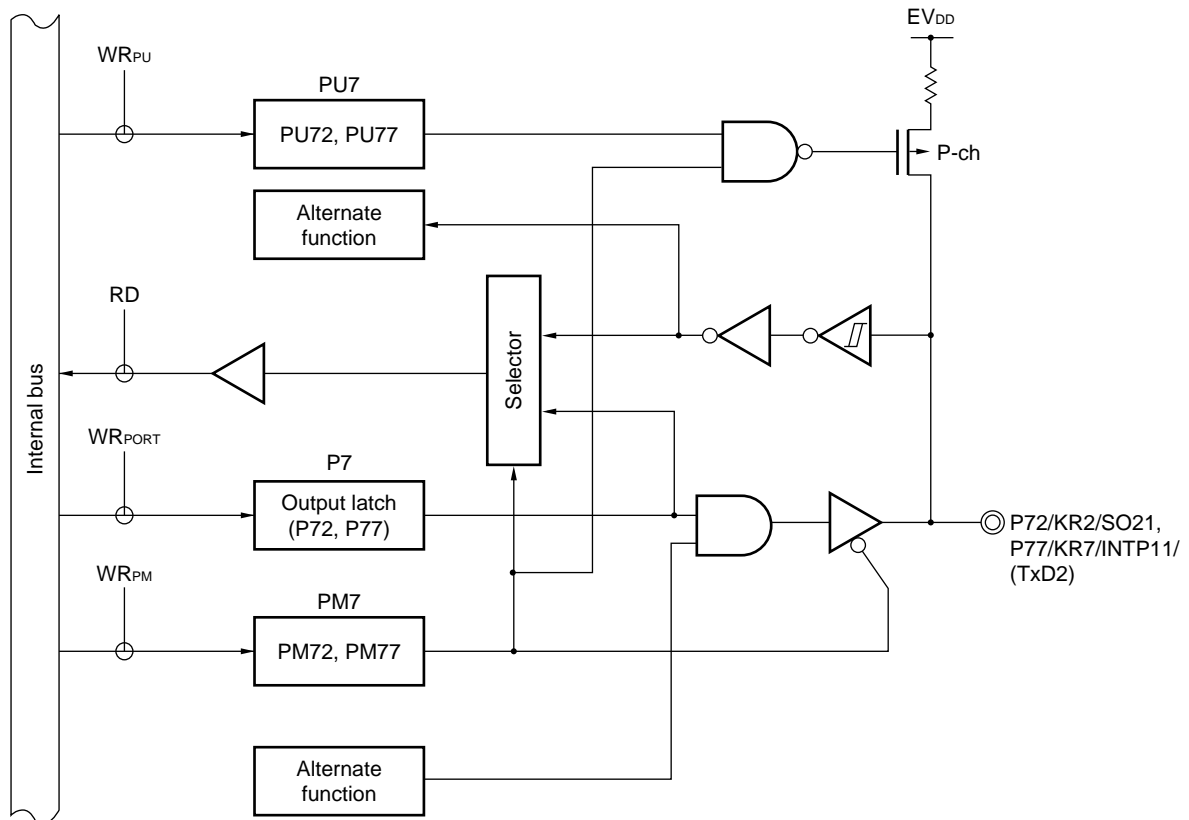 EVDD
WRPU
PU7
PU72, PU77
P-ch
Alternate
function
RD
Selector
Internal bus
WRPORT
P7
Output latch
(P72, P77)
P72/KR2/SO21,
P77/KR7/INTP11/
(TxD2)
WRPM
PM7
PM72, PM77
Alternate
function